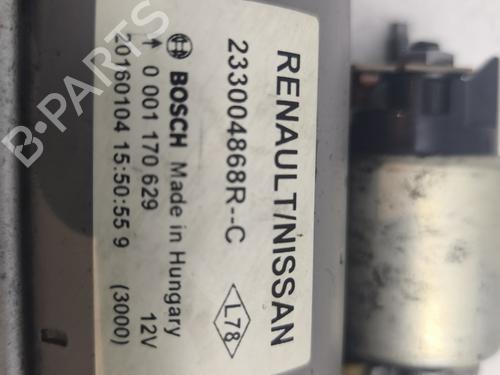 RENAULT/NISSAN
233004868R--C
L78
BOSCH Made in Hungary
0 001 170 629 12V
20160104 15:50:55 9 (3000)
B-PARTS